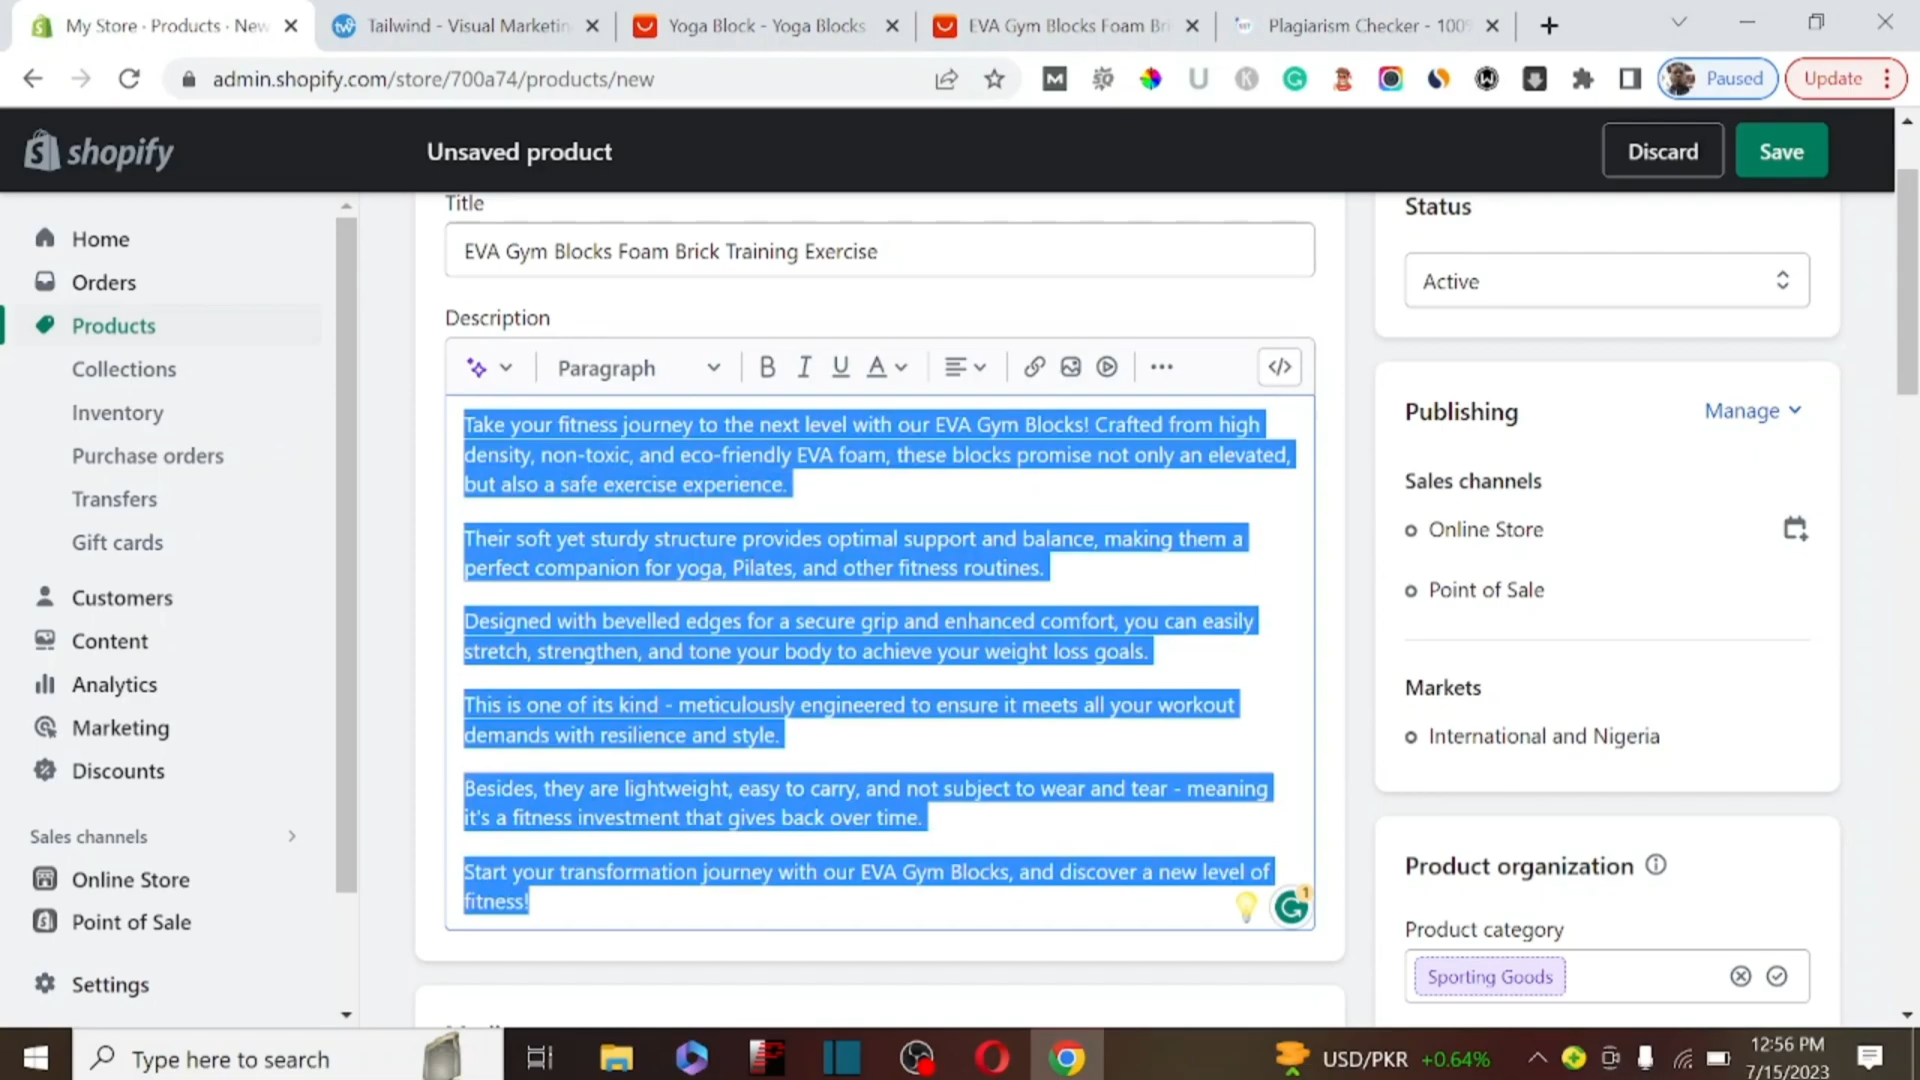 My Store · Products · New
Tailwind - Visual Marketin
Yoga Block - Yoga Blocks
EVA Gym Blocks Foam Bri
Plagiarism Checker - 100%
admin.shopify.com/store/700a74/products/new
Paused
Update
shopify
Unsaved product
Discard
Save
Home
Orders
Products
Collections
Inventory
Purchase orders
Transfers
Gift cards
Customers
Content
Analytics
Marketing
Discounts
Sales channels
Online Store
Point of Sale
Settings
Title
EVA Gym Blocks Foam Brick Training Exercise
Description
Paragraph
Take your fitness journey to the next level with our EVA Gym Blocks! Crafted from high
density, non-toxic, and eco-friendly EVA foam, these blocks promise not only an elevated,
but also a safe exercise experience.
Their soft yet sturdy structure provides optimal support and balance, making them a
perfect companion for yoga, Pilates, and other fitness routines.
Designed with bevelled edges for a secure grip and enhanced comfort, you can easily
stretch, strengthen, and tone your body to achieve your weight loss goals.
This is one of its kind - meticulously engineered to ensure it meets all your workout
demands with resilience and style.
Besides, they are lightweight, easy to carry, and not subject to wear and tear - meaning
it's a fitness investment that gives back over time.
Start your transformation journey with our EVA Gym Blocks, and discover a new level of
fitness!
1
Status
Active
Publishing
Manage
Sales channels
Online Store
Point of Sale
Markets
International and Nigeria
Product organization
Product category
Sporting Goods
Type here to search
USD/PKR +0.64%
12:56 PM
7/15/2023